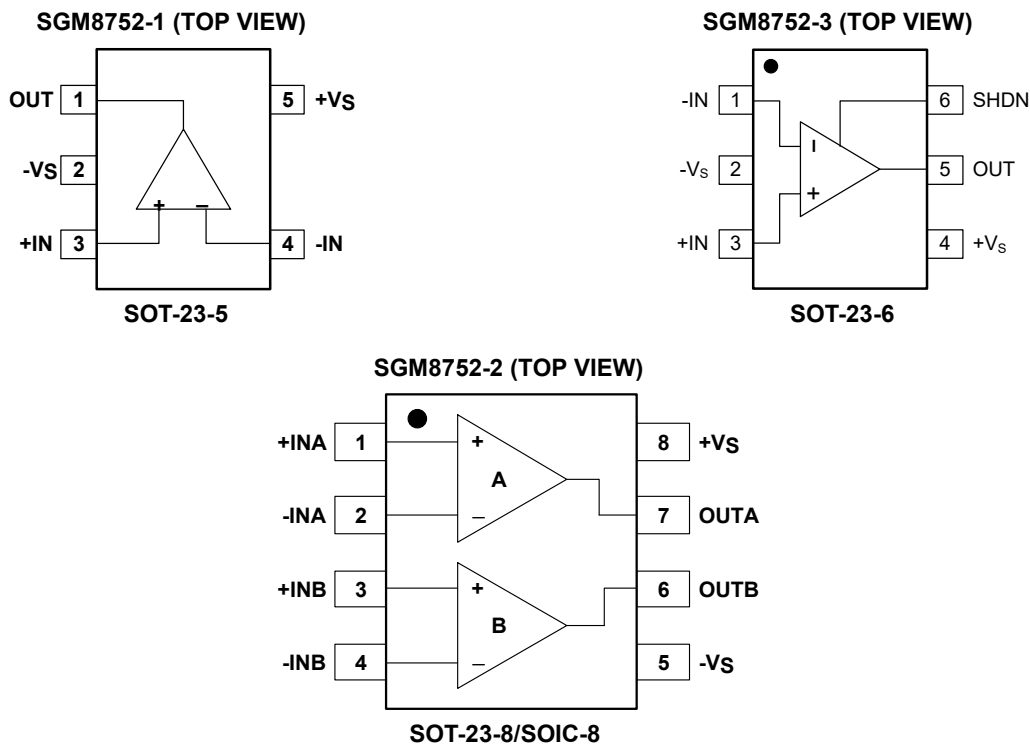 SGM8752-1 (TOP VIEW)
OUT 1
5 +VS
-VS 2
+IN 3
4 -IN
+ −
SOT-23-5
SGM8752-3 (TOP VIEW)
-IN 1
6 SHDN
-VS 2
5 OUT
+IN 3
4 +VS
−
+
SOT-23-6
SGM8752-2 (TOP VIEW)
+INA 1
+
8 +VS
A
-INA 2
−
7 OUTA
+INB 3
+
6 OUTB
B
-INB 4
−
5 -VS
SOT-23-8/SOIC-8